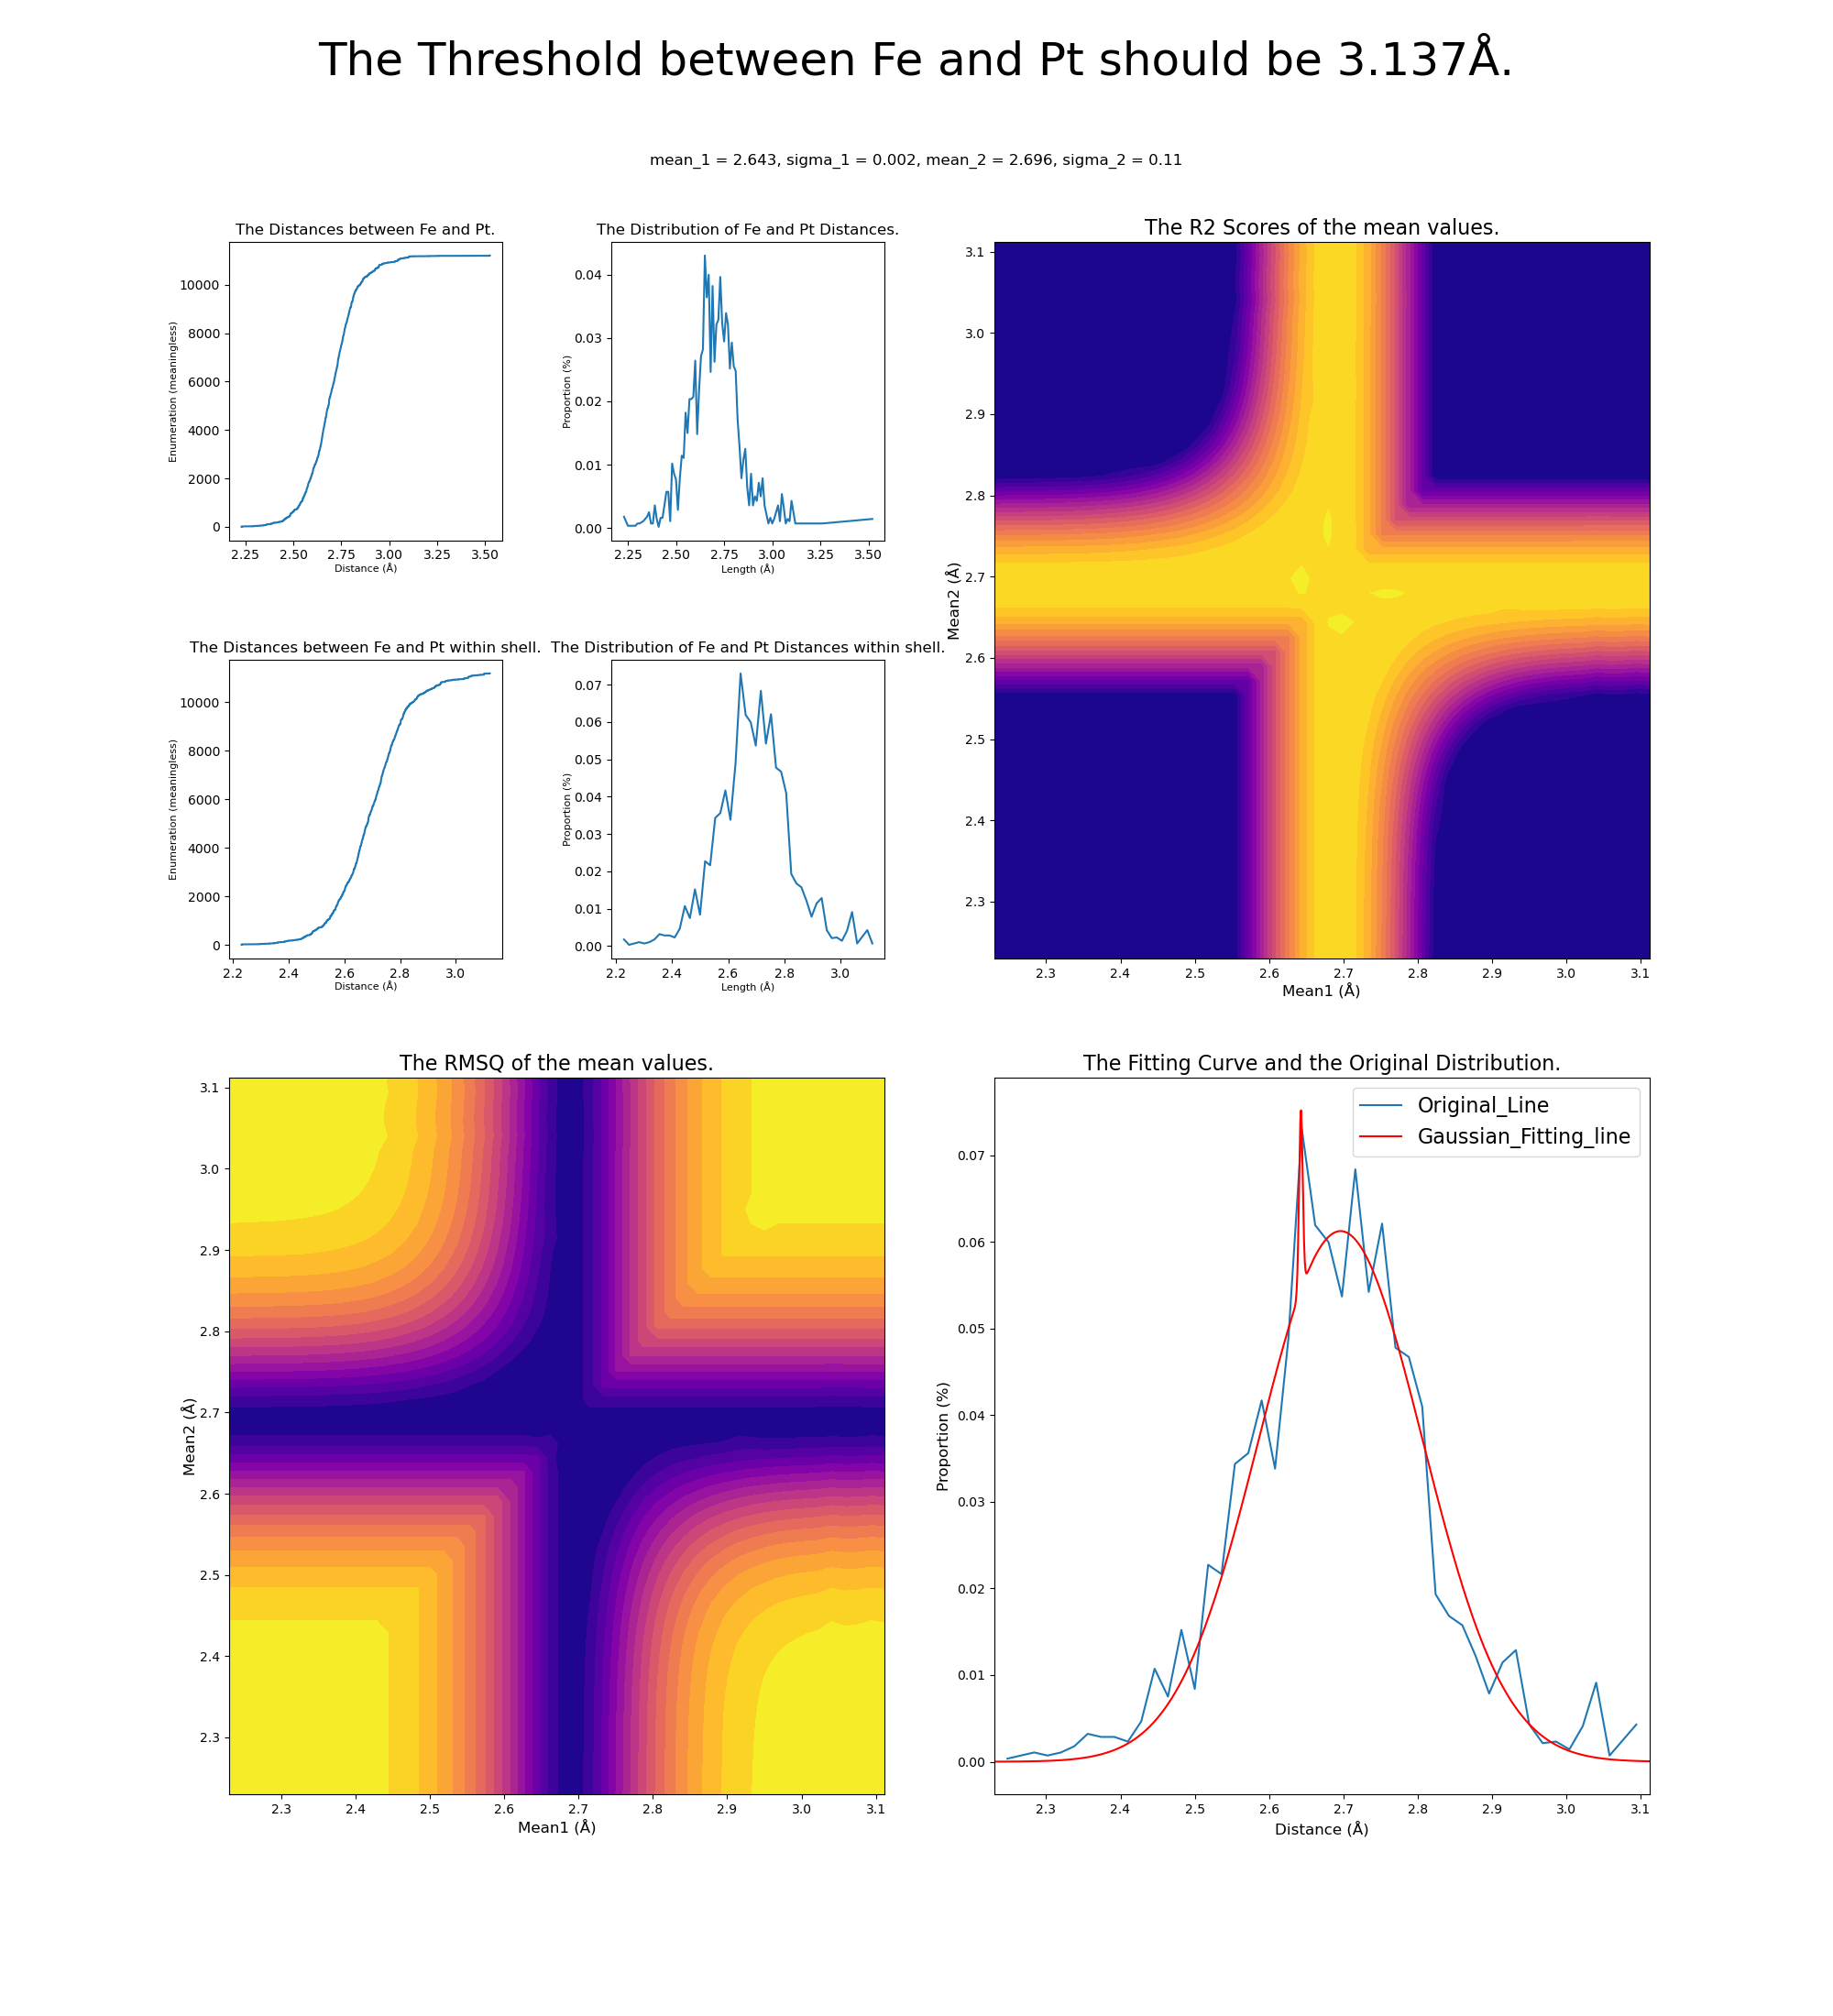 The Threshold between Fe and Pt should be 3.137Å.
mean_1 = 2.643, sigma_1 = 0.002, mean_2 = 2.696, sigma_2 = 0.11
The Distances between Fe and Pt.
Enumeration (meaningless)
10000
8000
6000
4000
2000
0
2.25 2.50 2.75 3.00 3.25 3.50
Distance (Å)
The Distribution of Fe and Pt Distances.
Proportion (%)
0.04
0.03
0.02
0.01
0.00
2.25 2.50 2.75 3.00 3.25 3.50
Length (Å)
The R2 Scores of the mean values.
Mean2 (Å)
3.1
3.0
2.9
2.8
2.7
2.6
2.5
2.4
2.3
2.3 2.4 2.5 2.6 2.7 2.8 2.9 3.0 3.1
Mean1 (Å)
The Distances between Fe and Pt within shell.
Enumeration (meaningless)
10000
8000
6000
4000
2000
0
2.2 2.4 2.6 2.8 3.0
Distance (Å)
The Distribution of Fe and Pt Distances within shell.
Proportion (%)
0.07
0.06
0.05
0.04
0.03
0.02
0.01
0.00
2.2 2.4 2.6 2.8 3.0
Length (Å)
The RMSQ of the mean values.
Mean2 (Å)
3.1
3.0
2.9
2.8
2.7
2.6
2.5
2.4
2.3
2.3 2.4 2.5 2.6 2.7 2.8 2.9 3.0 3.1
Mean1 (Å)
The Fitting Curve and the Original Distribution.
Original_Line
Gaussian_Fitting_line
Proportion (%)
0.07
0.06
0.05
0.04
0.03
0.02
0.01
0.00
2.3 2.4 2.5 2.6 2.7 2.8 2.9 3.0 3.1
Distance (Å)